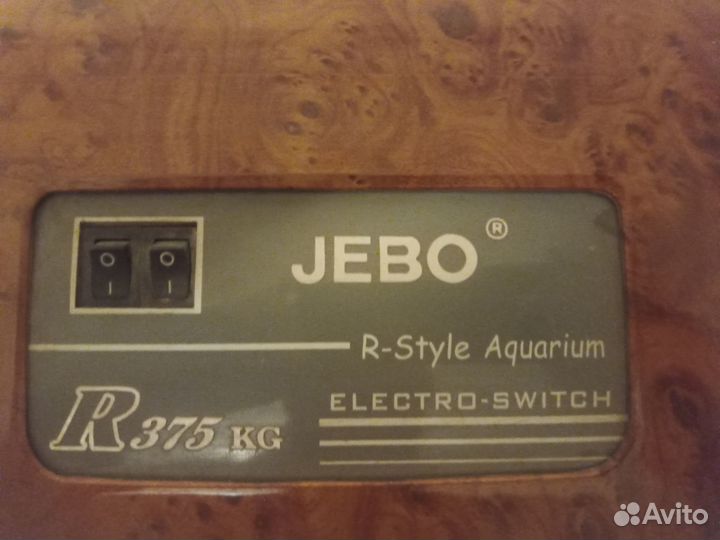 JEBO®
R-Style Aquarium
R375 KG
ELECTRO-SWITCH
O O
I I
Avito